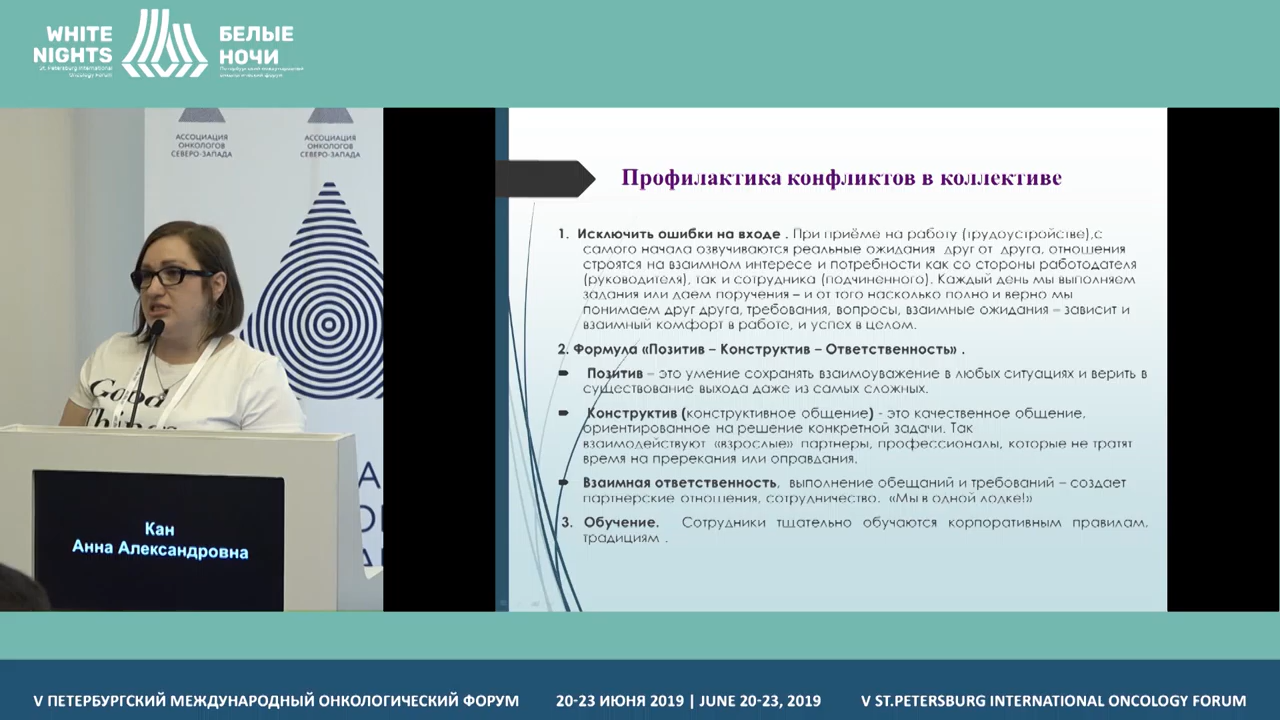 WHITE
NIGHTS
St. Petersburg International
Oncology Forum
БЕЛЫЕ
НОЧИ
Петербургский международный
онкологический форум
АССОЦИАЦИЯ
ОНКОЛОГОВ
СЕВЕРО-ЗАПАДА
АССОЦИАЦИЯ
ОНКОЛОГОВ
СЕВЕРО-ЗАПАДА
Good
Things
Кан
Анна Александровна
Профилактика конфликтов в коллективе
1. Исключить ошибки на входе . При приёме на работу (трудоустройстве),с
самого начала озвучиваются реальные ожидания друг от друга, отношения
строятся на взаимном интересе и потребности как со стороны работодателя
(руководителя), так и сотрудника (подчиненного). Каждый день мы выполняем
задания или даем поручения – и от того насколько полно и верно мы
понимаем друг друга, требования, вопросы, взаимные ожидания – зависит и
взаимный комфорт в работе, и успех в целом.
2. Формула «Позитив – Конструктив – Ответственность» .
Позитив – это умение сохранять взаимоуважение в любых ситуациях и верить в
существование выхода даже из самых сложных.
Конструктив (конструктивное общение) - это качественное общение,
ориентированное на решение конкретной задачи. Так
взаимодействуют «взрослые» партнеры, профессионалы, которые не тратят
время на пререкания или оправдания.
Взаимная ответственность, выполнение обещаний и требований – создает
партнерские отношения, сотрудничество. «Мы в одной лодке!»
3. Обучение. Сотрудники тщательно обучаются корпоративным правилам,
традициям .
V ПЕТЕРБУРГСКИЙ МЕЖДУНАРОДНЫЙ ОНКОЛОГИЧЕСКИЙ ФОРУМ
20-23 ИЮНЯ 2019 | JUNE 20-23, 2019
V ST.PETERSBURG INTERNATIONAL ONCOLOGY FORUM